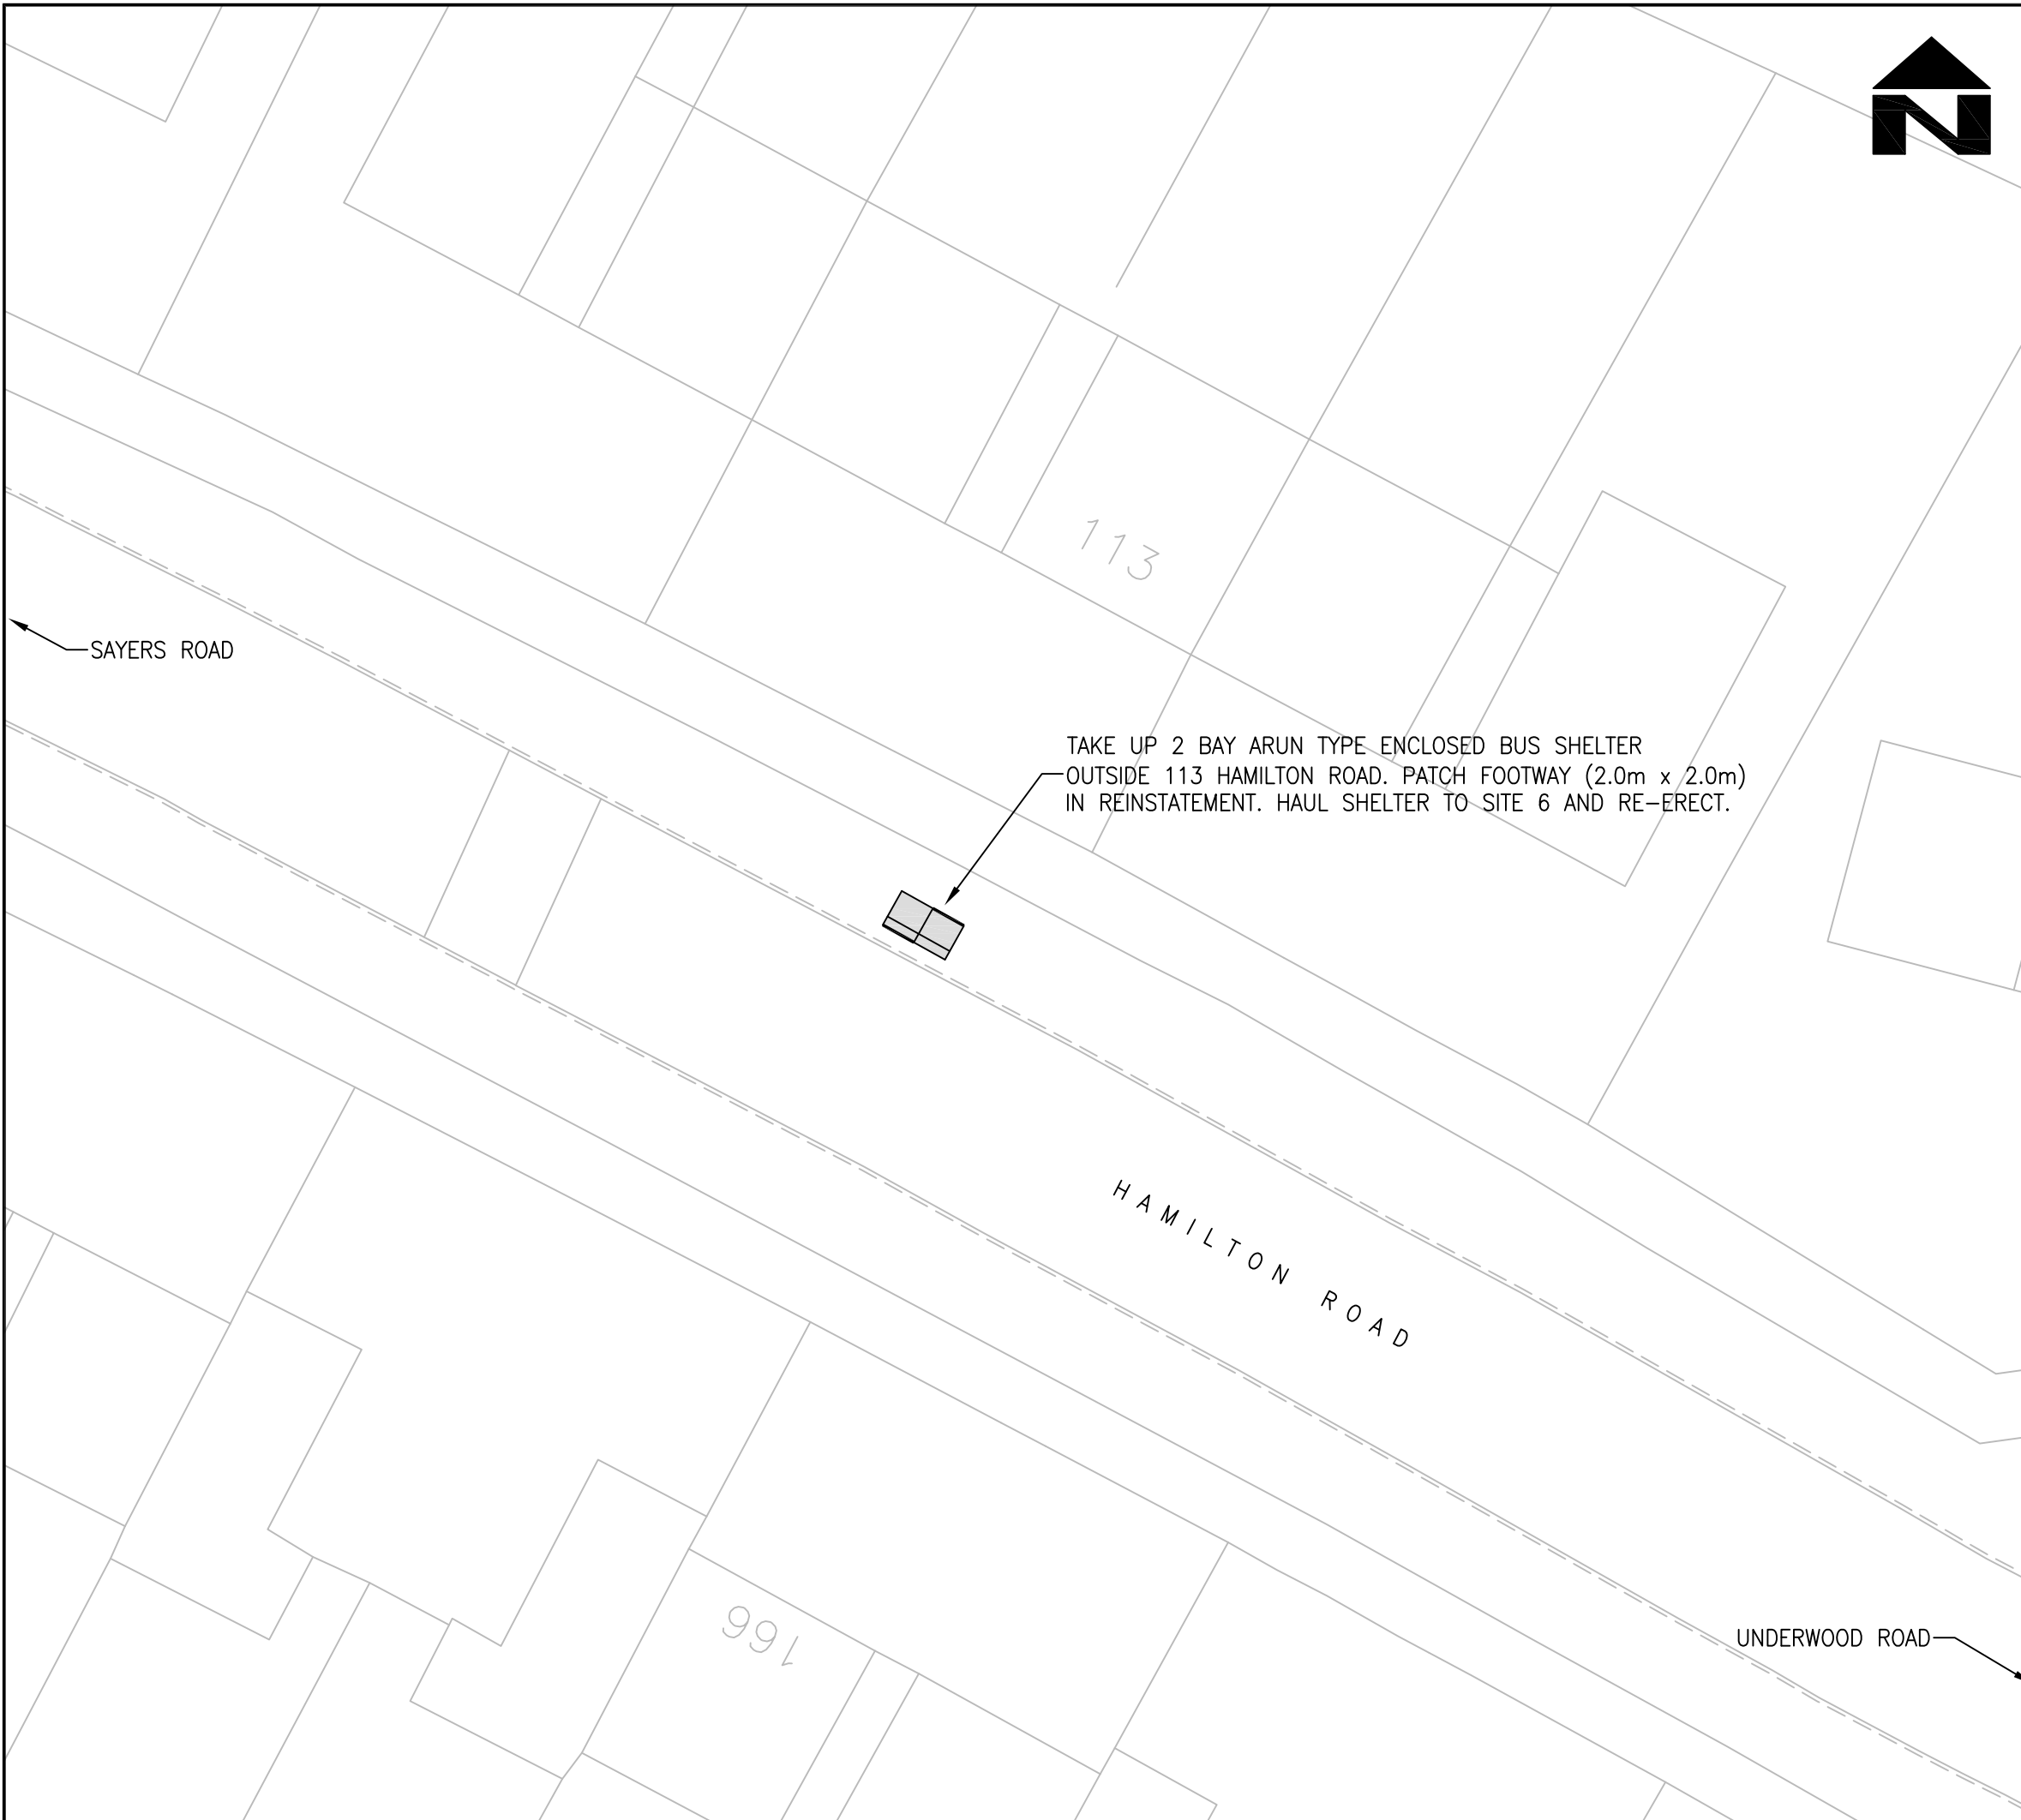 N
113
SAYERS ROAD
TAKE UP 2 BAY ARUN TYPE ENCLOSED BUS SHELTER
OUTSIDE 113 HAMILTON ROAD. PATCH FOOTWAY (2.0m x 2.0m)
IN REINSTATEMENT. HAUL SHELTER TO SITE 6 AND RE-ERECT.
HAMILTON ROAD
166
UNDERWOOD ROAD